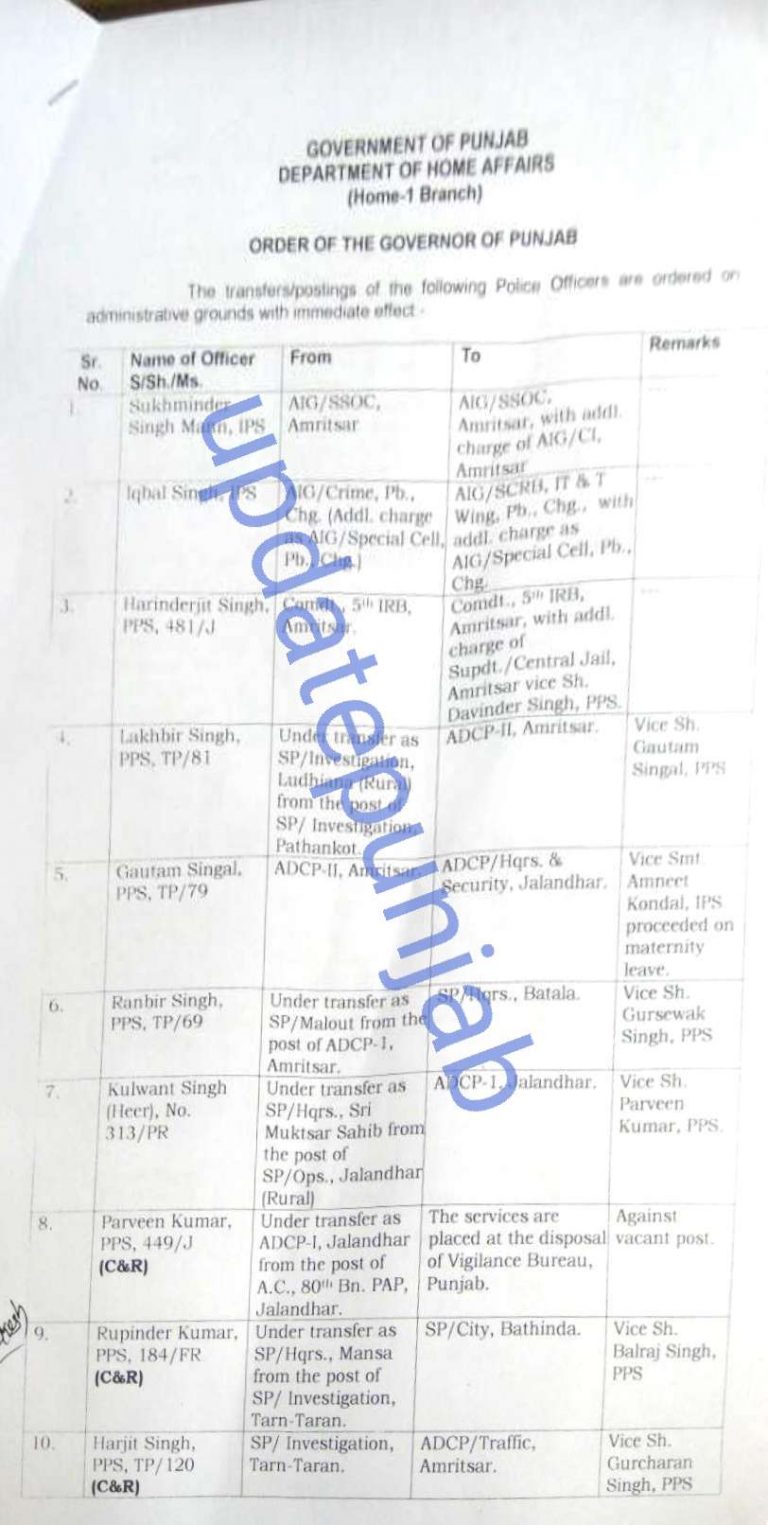 GOVERNMENT OF PUNJAB
DEPARTMENT OF HOME AFFAIRS
(Home-1 Branch)
ORDER OF THE GOVERNOR OF PUNJAB
The transfers/postings of the following Police Officers are ordered on
administrative grounds with immediate effect -
Sr. No. Name of Officer S/Sh./Ms. From To Remarks
1.
Sukhminder
Singh Mann, IPS
AIG/SSOC,
Amritsar
AIG/SSOC,
Amritsar, with addl.
charge of AIG/CI,
Amritsar
---
2.
Iqbal Singh, IPS
AIG/Crime, Pb.,
Chg. (Addl. charge
as AIG/Special Cell,
Pb., Chg.)
AIG/SCRB, IT & T
Wing, Pb., Chg., with
addl. charge as
AIG/Special Cell, Pb.,
Chg.
---
3.
Harinderjit Singh,
PPS, 481/J
Comdt., 5th IRB,
Amritsar.
Comdt., 5th IRB,
Amritsar, with addl.
charge of
Supdt./Central Jail,
Amritsar vice Sh.
Davinder Singh, PPS.
---
4.
Lakhbir Singh,
PPS, TP/81
Under transfer as
SP/Investigation,
Ludhiana (Rural)
from the post of
SP/ Investigation,
Pathankot.
ADCP-II, Amritsar.
Vice Sh.
Gautam
Singal, PPS
5.
Gautam Singal,
PPS, TP/79
ADCP-II, Amritsar.
ADCP/Hqrs. &
Security, Jalandhar.
Vice Smt.
Amneet
Kondal, IPS
proceeded on
maternity
leave.
6.
Ranbir Singh,
PPS, TP/69
Under transfer as
SP/Malout from the
post of ADCP-I,
Amritsar.
SP/Hqrs., Batala.
Vice Sh.
Gursewak
Singh, PPS
7.
Kulwant Singh
(Heer), No.
313/PR
Under transfer as
SP/Hqrs., Sri
Muktsar Sahib from
the post of
SP/Ops., Jalandhar
(Rural)
ADCP-I, Jalandhar.
Vice Sh.
Parveen
Kumar, PPS.
8.
Parveen Kumar,
PPS, 449/J
(C&R)
Under transfer as
ADCP-I, Jalandhar
from the post of
A.C., 80th Bn. PAP,
Jalandhar.
The services are
placed at the disposal
of Vigilance Bureau,
Punjab.
Against
vacant post.
9.
Rupinder Kumar,
PPS, 184/FR
(C&R)
Under transfer as
SP/Hqrs., Mansa
from the post of
SP/ Investigation,
Tarn-Taran.
SP/City, Bathinda.
Vice Sh.
Balraj Singh,
PPS
10.
Harjit Singh,
PPS, TP/120
(C&R)
SP/ Investigation,
Tarn-Taran.
ADCP/Traffic,
Amritsar.
Vice Sh.
Gurcharan
Singh, PPS
updatepunjab